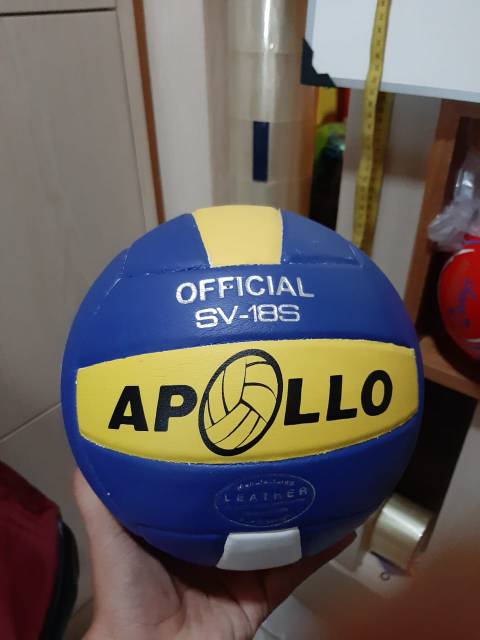 OFFICIAL
SV-18S
APOLLO
LEATHER